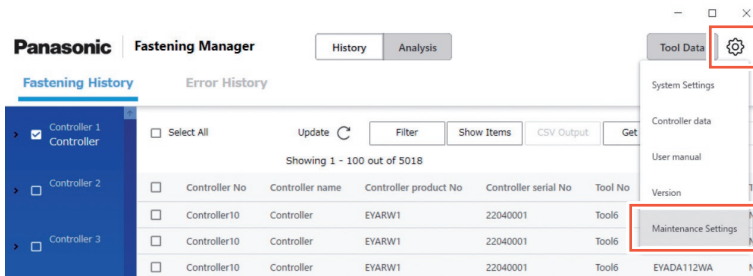 Panasonic Fastening Manager History Analysis Tool Data
Fastening History Error History
System Settings
Controller data
User manual
Version
Maintenance Settings
Controller 1
Controller
Controller 2
Controller 3
Select All Update Filter Show Items CSV Output Get
Showing 1 - 100 out of 5018
Controller No Controller name Controller product No Controller serial No Tool No
Controller10 Controller EYARW1 22040001 Tool6
Controller10 Controller EYARW1 22040001 Tool6
Controller10 Controller EYARW1 22040001 Tool6 EYADA112WA